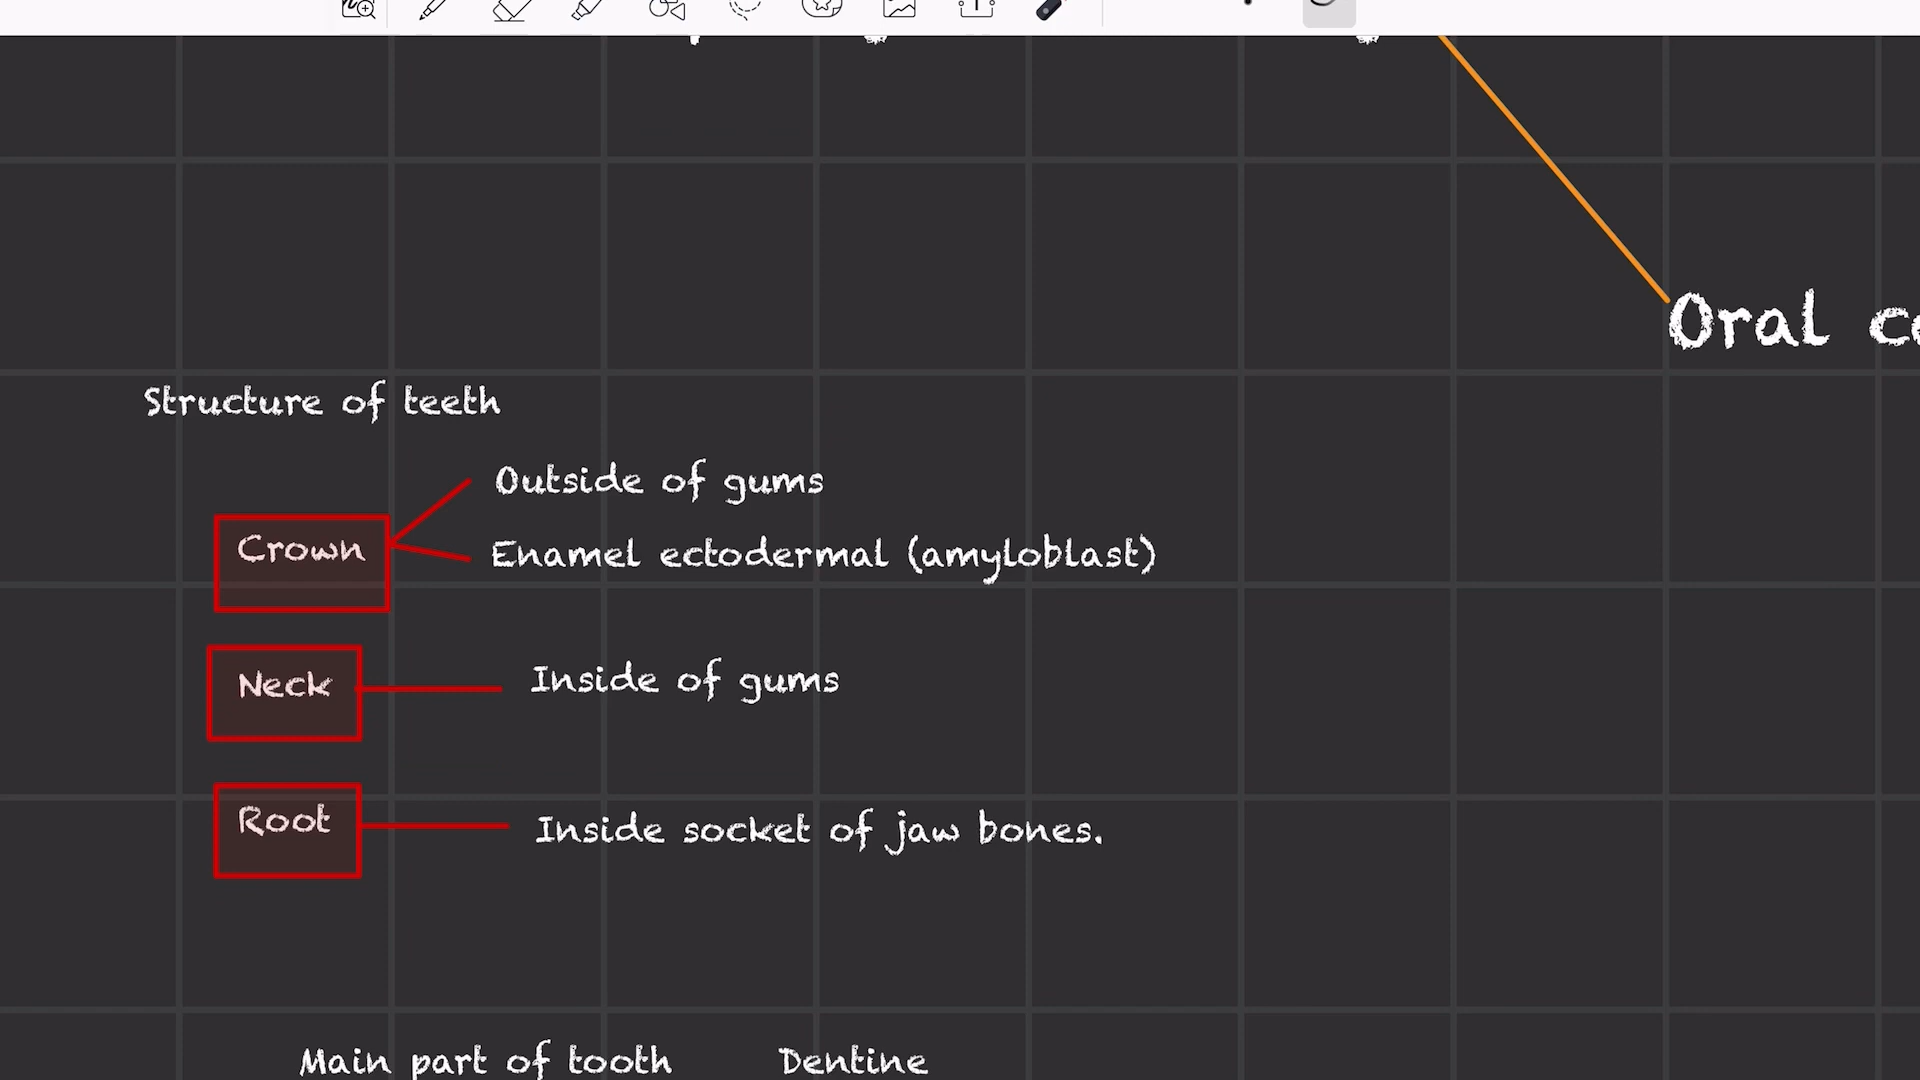 Oral
Structure of teeth
Outside of gums
Crown
Enamel ectodermal (amyloblast)
Neck
Inside of gums
Root
Inside socket of jaw bones.
Main part of tooth
Dentine